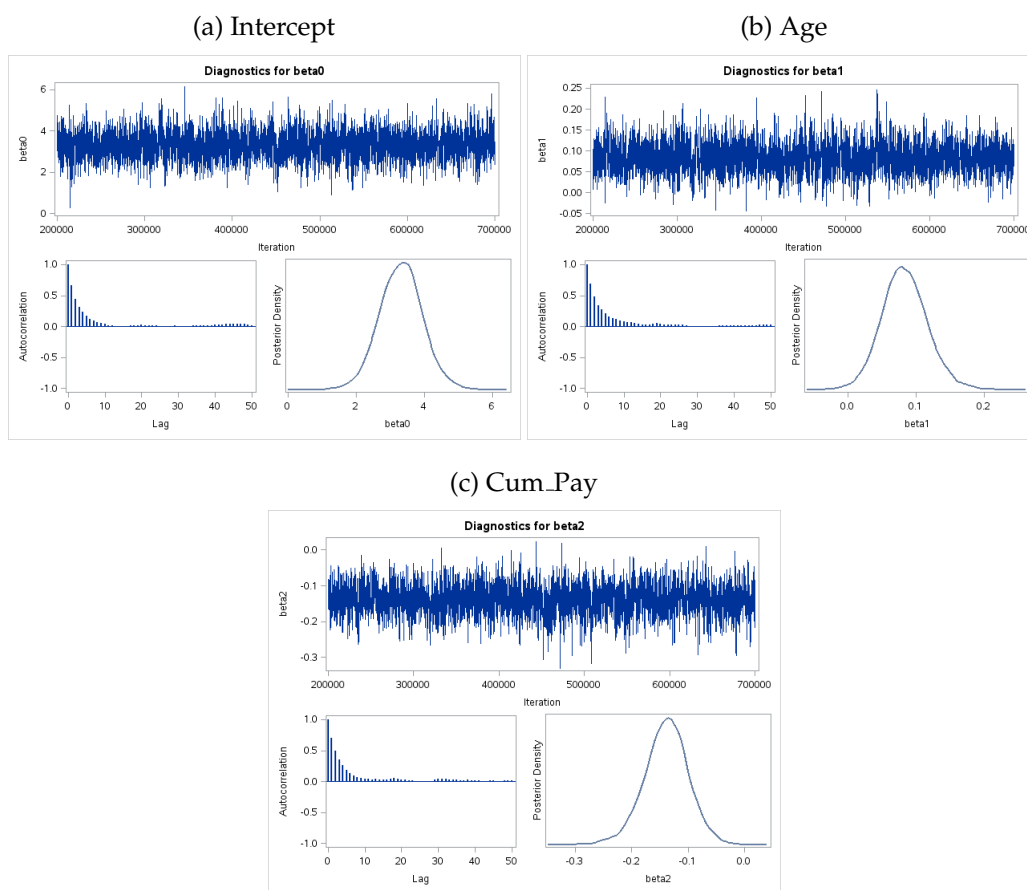 (a) Intercept
Diagnostics for beta0
beta0
6
4
2
0
200000 300000 400000 500000 600000 700000
Iteration
Autocorrelation
1.0
0.5
0.0
-0.5
-1.0
0 10 20 30 40 50
Lag
Posterior Density
0 2 4 6
beta0
(b) Age
Diagnostics for beta1
beta1
0.25
0.20
0.15
0.10
0.05
0.00
-0.05
200000 300000 400000 500000 600000 700000
Iteration
Autocorrelation
1.0
0.5
0.0
-0.5
-1.0
0 10 20 30 40 50
Lag
Posterior Density
0.0 0.1 0.2
beta1
(c) Cum_Pay
Diagnostics for beta2
beta2
0.0
-0.1
-0.2
-0.3
200000 300000 400000 500000 600000 700000
Iteration
Autocorrelation
1.0
0.5
0.0
-0.5
-1.0
0 10 20 30 40 50
Lag
Posterior Density
-0.3 -0.2 -0.1 0.0
beta2